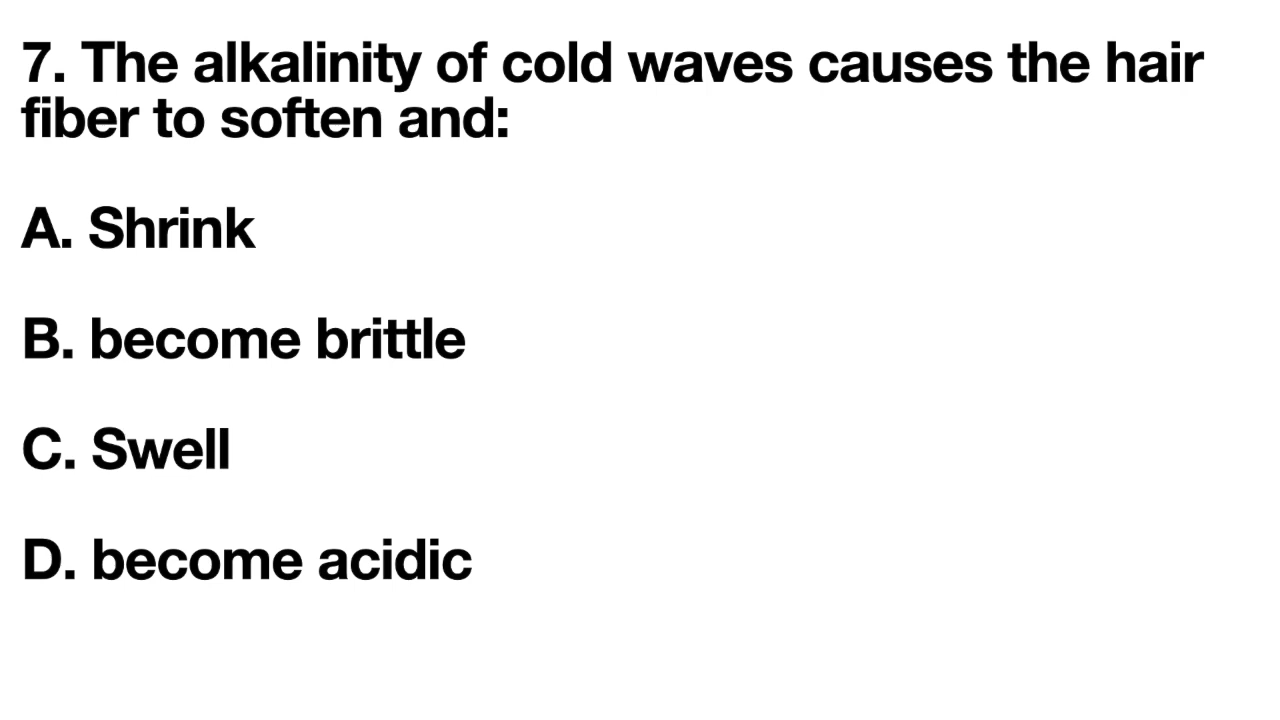 7. The alkalinity of cold waves causes the hair
fiber to soften and:
A. Shrink
B. become brittle
C. Swell
D. become acidic